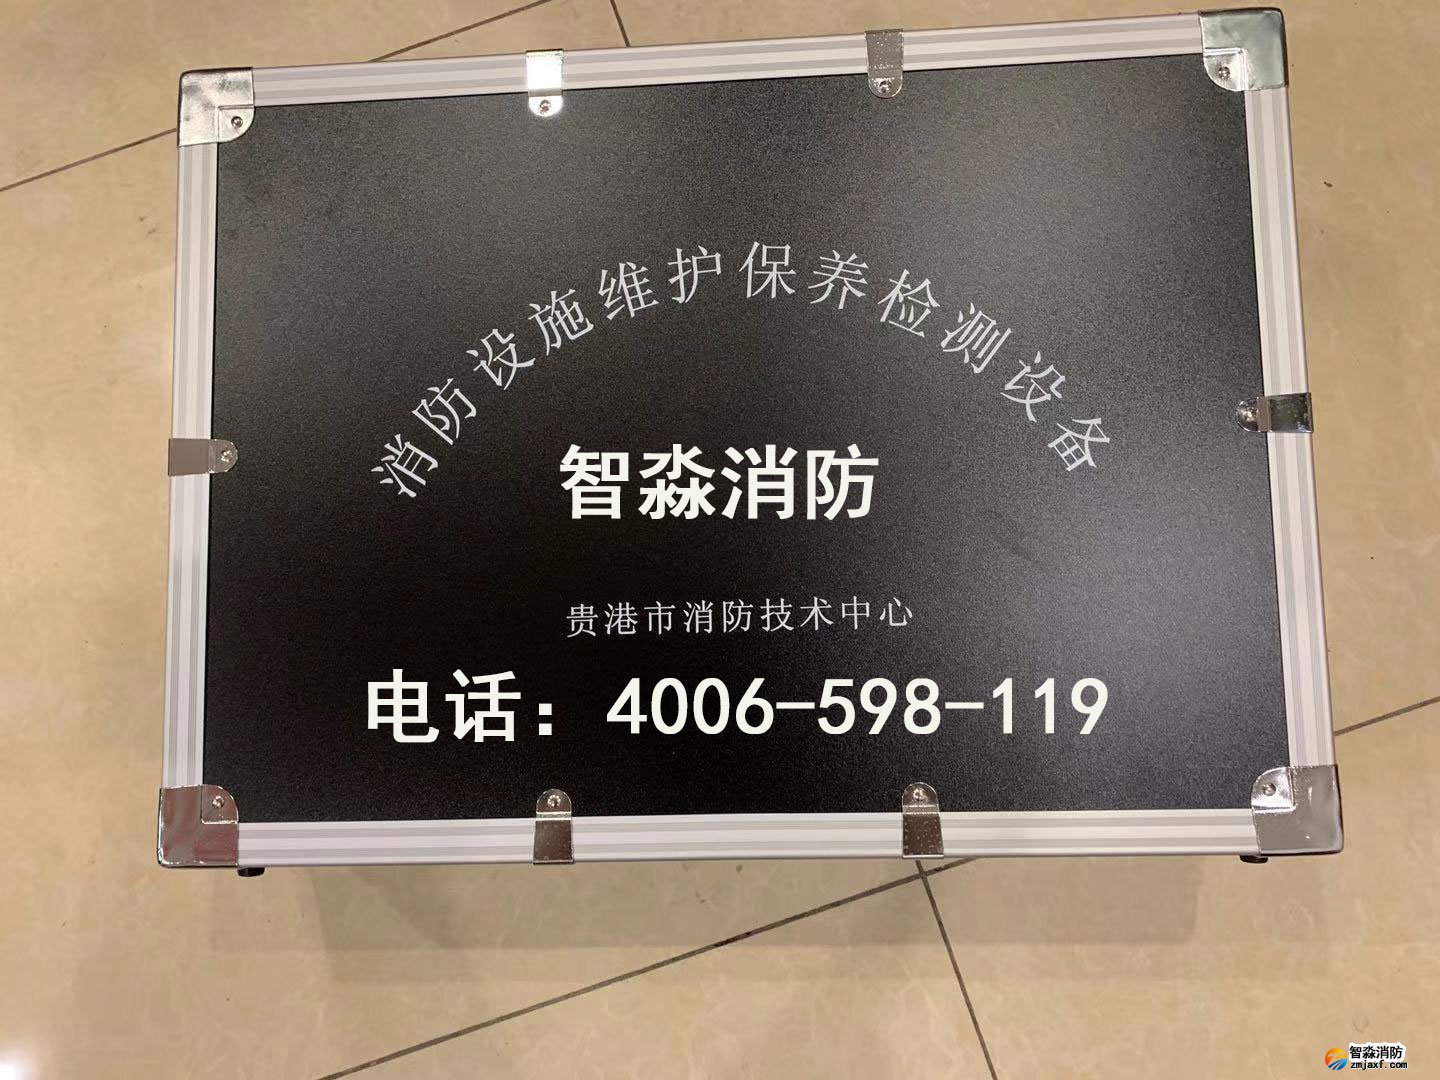 消防设施维护保养检测设备
智淼消防
贵港市消防技术中心
电话：4006-598-119
智淼消防
zmjaxf.com